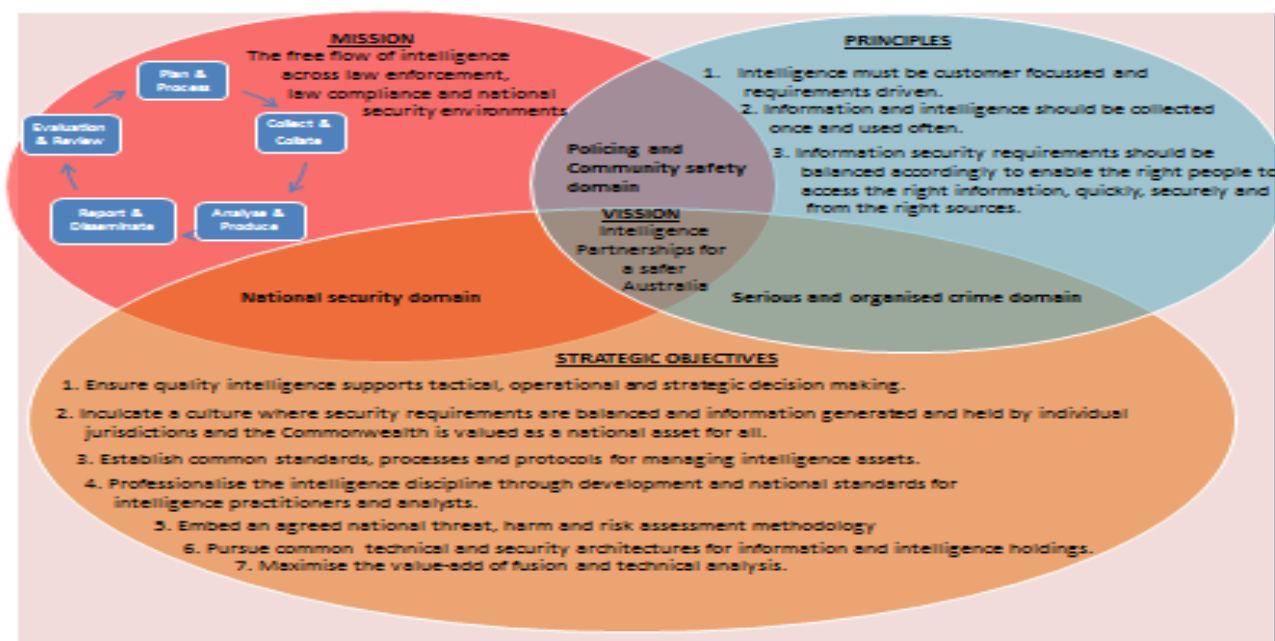 MISSION
The free flow of intelligence
across law enforcement,
law compliance and national
security environments
Plan &
Process
Collect &
Collate
Analyse &
Produce
Report &
Disseminate
Evaluation
& Review
PRINCIPLES
1. Intelligence must be customer focussed and
requirements driven.
2. Information and intelligence should be collected
once and used often.
3. Information security requirements should be
balanced accordingly to enable the right people to
access the right information, quickly, securely and
from the right sources.
Policing and
Community safety
domain
VISSION
Intelligence
Partnerships for
a safer
Australia
National security domain
Serious and organised crime domain
STRATEGIC OBJECTIVES
1. Ensure quality intelligence supports tactical, operational and strategic decision making.
2. Inculcate a culture where security requirements are balanced and information generated and held by individual
jurisdictions and the Commonwealth is valued as a national asset for all.
3. Establish common standards, processes and protocols for managing intelligence assets.
4. Professionalise the intelligence discipline through development and national standards for
intelligence practitioners and analysts.
5. Embed an agreed national threat, harm and risk assessment methodology
6. Pursue common technical and security architectures for information and intelligence holdings.
7. Maximise the value-add of fusion and technical analysis.